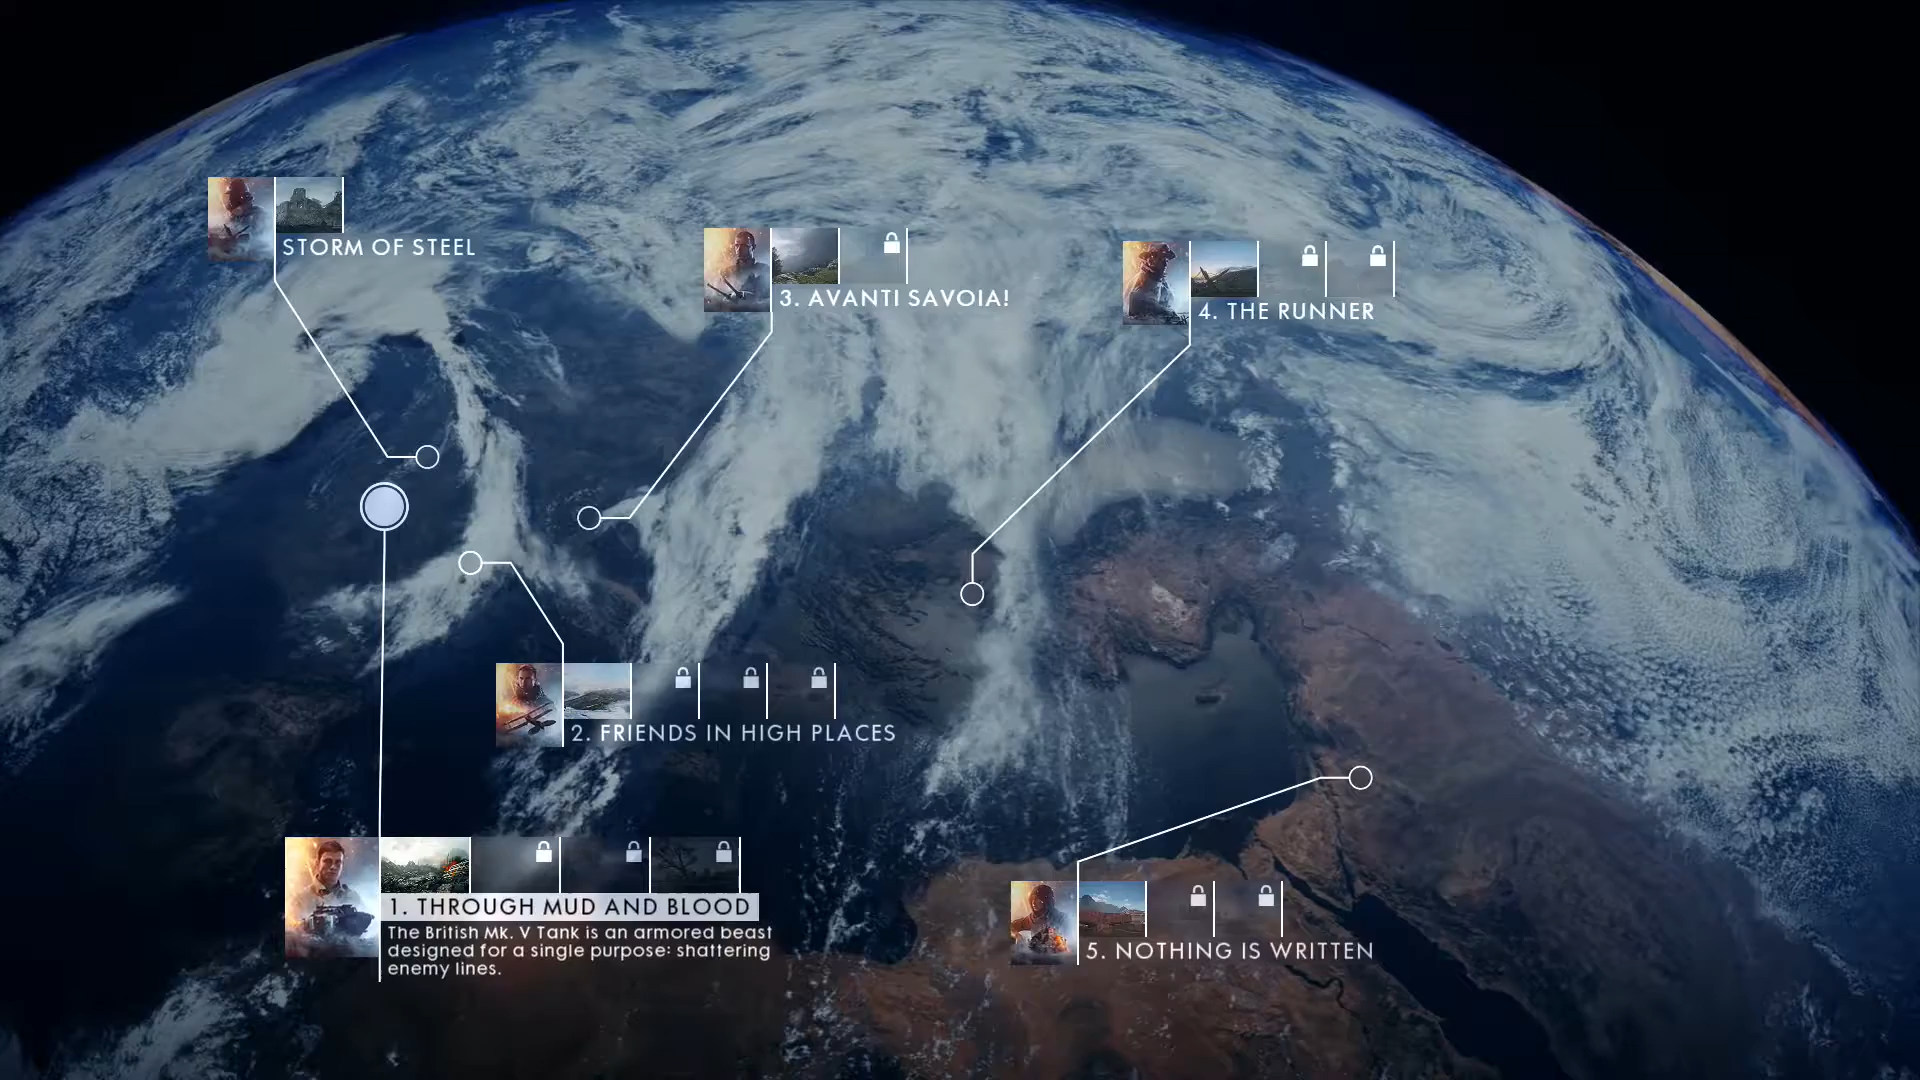 STORM OF STEEL
3. AVANTI SAVOIA!
4. THE RUNNER
2. FRIENDS IN HIGH PLACES
1. THROUGH MUD AND BLOOD
The British Mk. V Tank is an armored beast
designed for a single purpose: shattering
enemy lines.
5. NOTHING IS WRITTEN